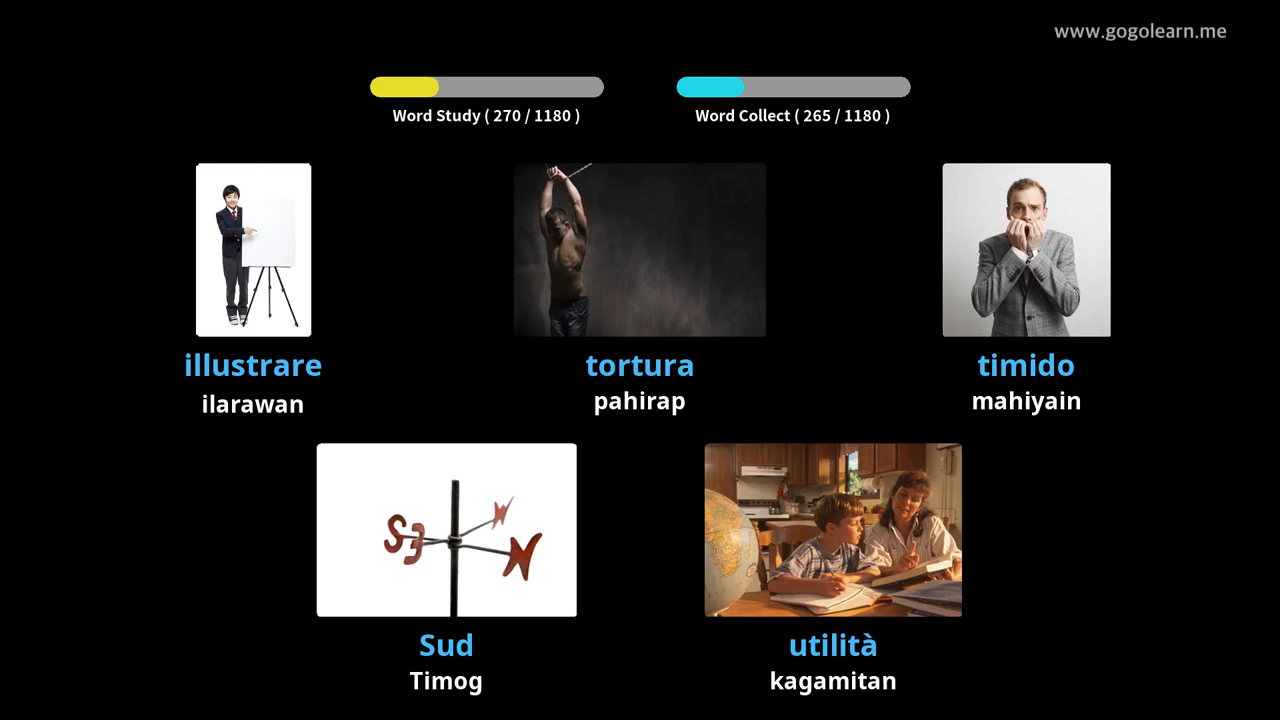 www.gogolearn.me
Word Study ( 270 / 1180 )
Word Collect ( 265 / 1180 )
illustrare
ilarawan
tortura
pahirap
timido
mahiyain
Sud
Timog
utilità
kagamitan